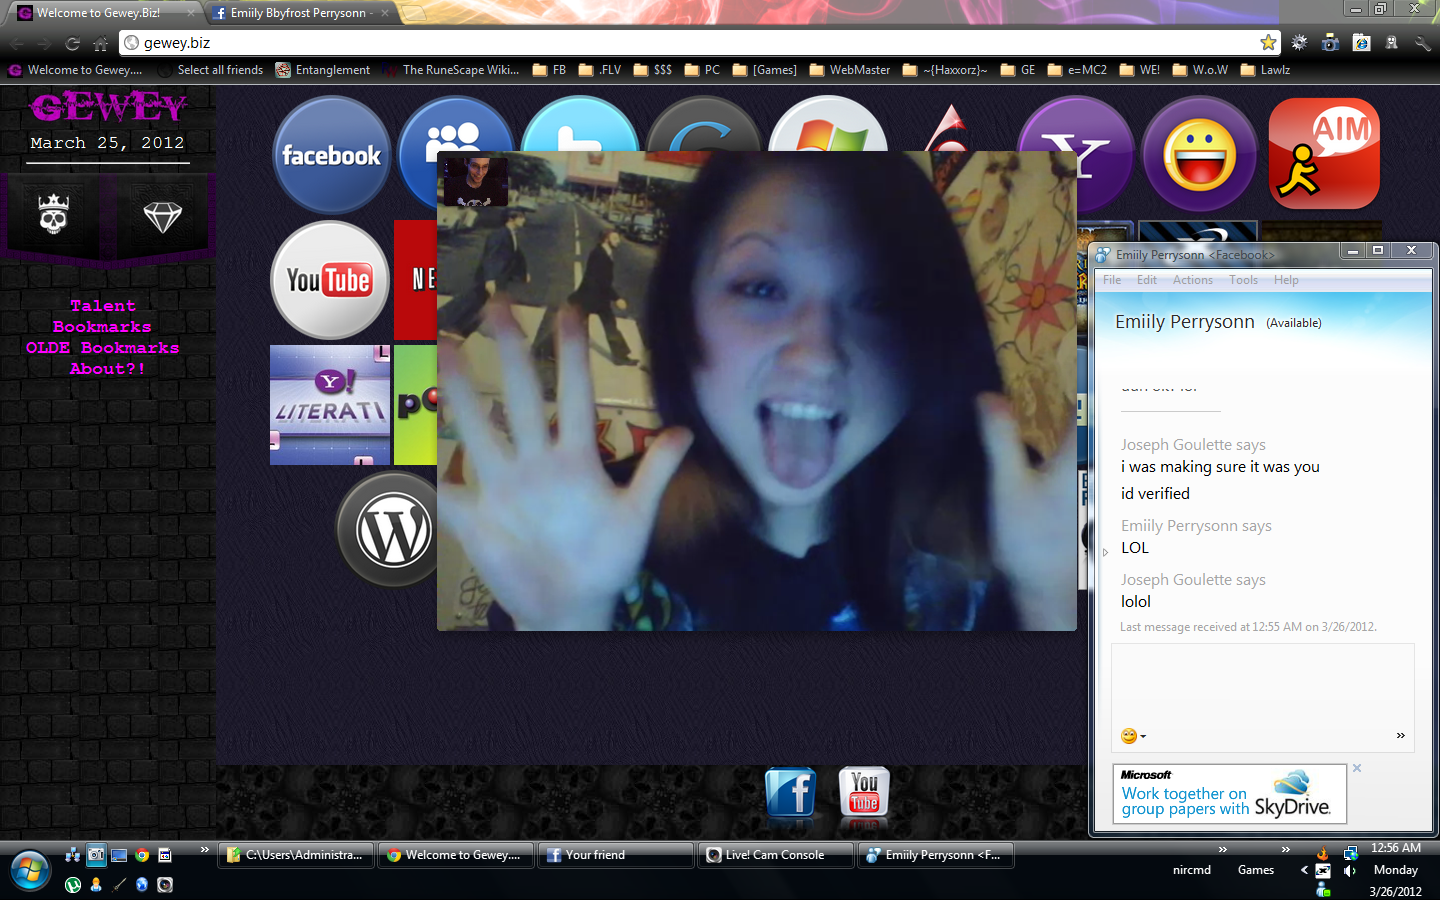 Welcome to Gewey.Biz!
Emiily Bbyfrost Perrysonn -
gewey.biz
Welcome to Gewey....
Select all friends
Entanglement
The RuneScape Wiki...
FB
.FLV
$$$
PC
[Games]
WebMaster
~{Haxxorz}~
GE
e=MC2
WE!
W.o.W
Lawlz
GEWEY
March 25, 2012
Talent
Bookmarks
OLDE Bookmarks
About?!
facebook
Y
AIM
YouTube
NE
Y!
LITERATI
L
L
L
po
W
Emiily Perrysonn <Facebook>
File Edit Actions Tools Help
Emiily Perrysonn (Available)
Joseph Goulette says
i was making sure it was you
id verified
Emiily Perrysonn says
LOL
Joseph Goulette says
lolol
Last message received at 12:55 AM on 3/26/2012.
Microsoft
Work together on
group papers with SkyDrive.
f
You
Tube
C:\Users\Administra...
Welcome to Gewey....
Your friend
Live! Cam Console
Emiily Perrysonn <F...
nircmd
Games
12:56 AM
Monday
3/26/2012